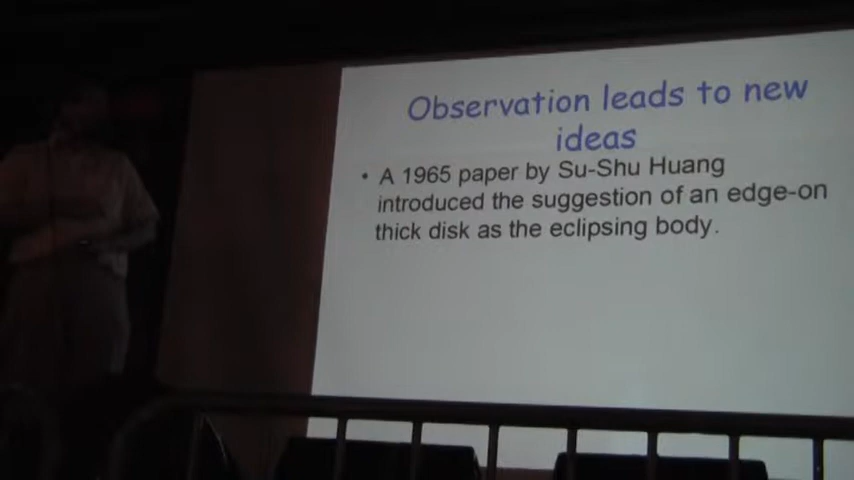 Observation leads to new
ideas
• A 1965 paper by Su-Shu Huang
introduced the suggestion of an edge-on
thick disk as the eclipsing body.